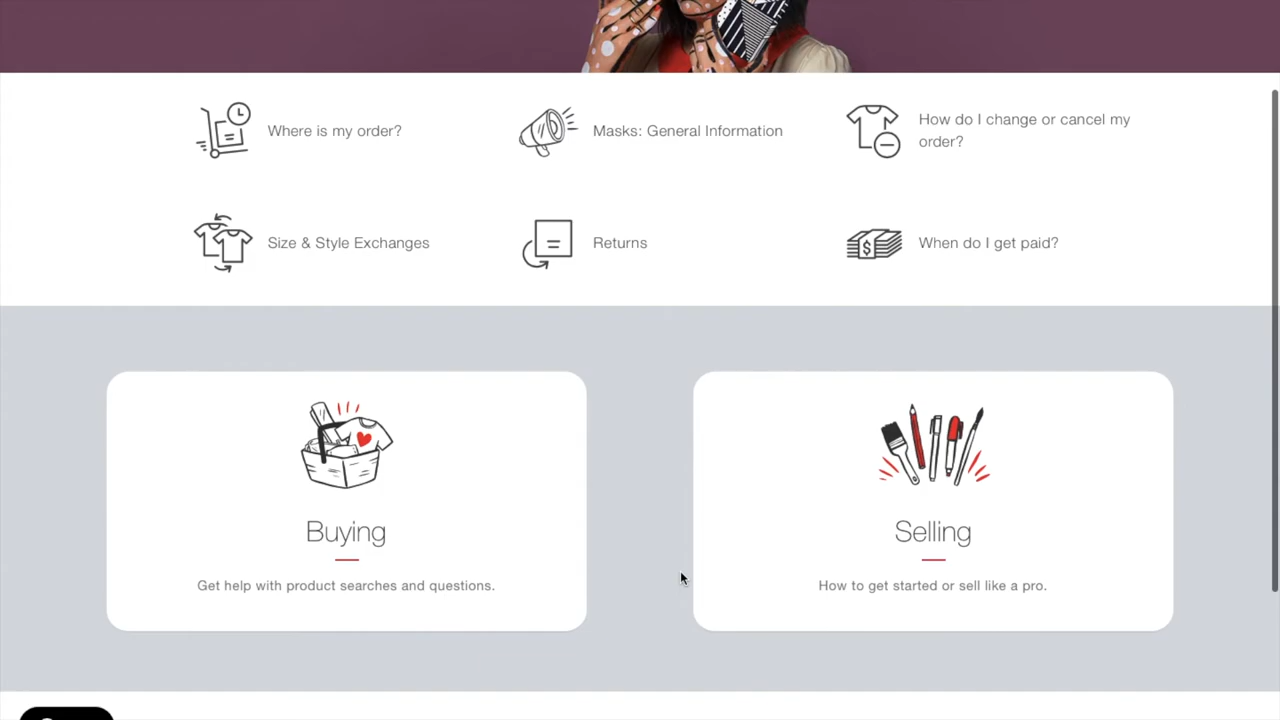 Where is my order?
Masks: General Information
How do I change or cancel my
order?
Size & Style Exchanges
Returns
When do I get paid?
Buying
Get help with product searches and questions.
Selling
How to get started or sell like a pro.